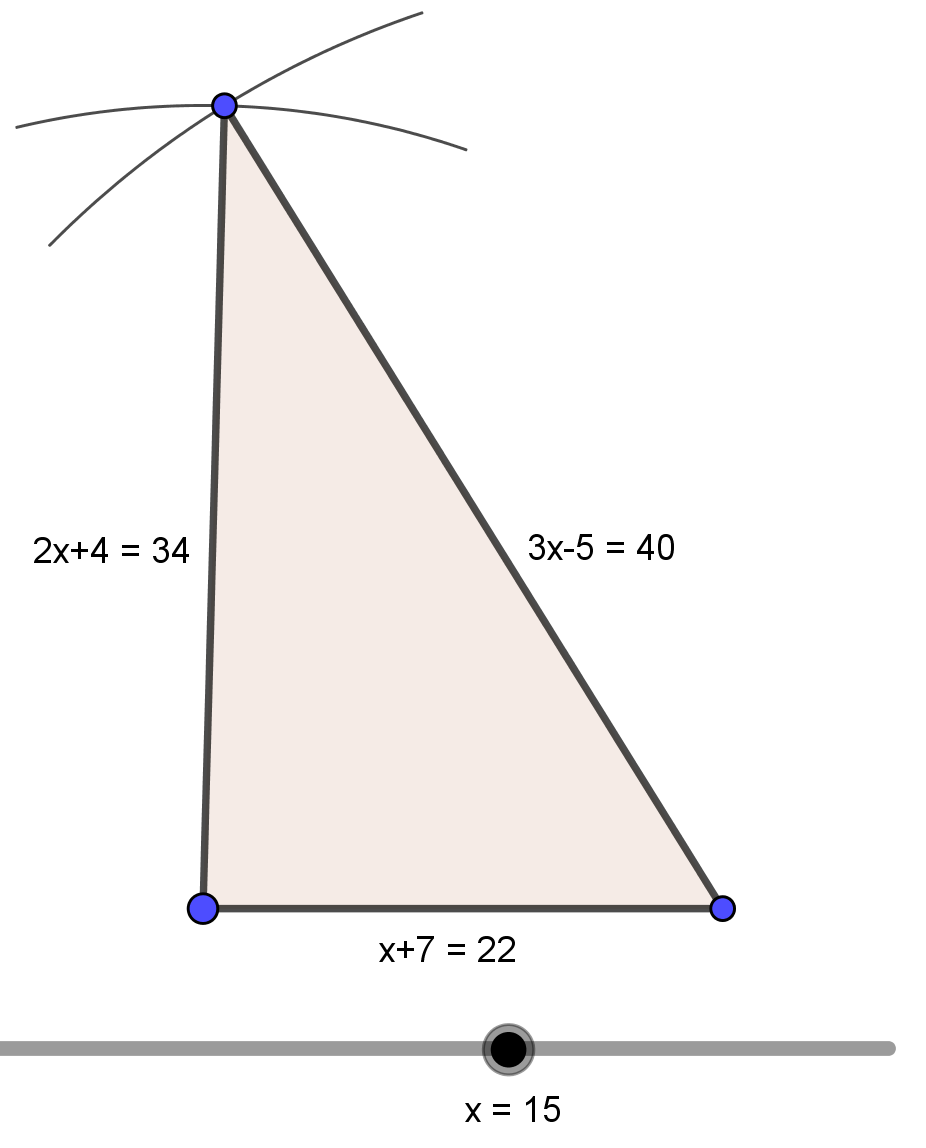 2x+4 = 34
3x-5 = 40
x+7 = 22
x = 15